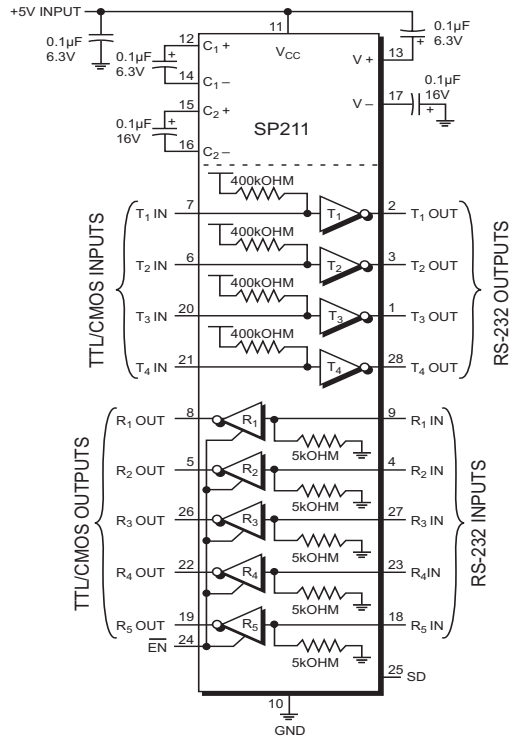 +5V INPUT
0.1µF
6.3V
11
VCC
0.1µF
6.3V
12
C1 +
0.1µF
6.3V
14
C1 –
V +
13
15
C2 +
0.1µF
16V
16
C2 –
V –
17
0.1µF
16V
SP211
TTL/CMOS INPUTS
RS-232 OUTPUTS
400kOHM
T1 IN
7
T1
2
T1 OUT
400kOHM
T2 IN
6
T2
3
T2 OUT
400kOHM
T3 IN
20
T3
1
T3 OUT
400kOHM
T4 IN
21
T4
28
T4 OUT
TTL/CMOS OUTPUTS
RS-232 INPUTS
R1 OUT
8
R1
9
R1 IN
5kOHM
R2 OUT
5
R2
4
R2 IN
5kOHM
R3 OUT
26
R3
27
R3 IN
5kOHM
R4 OUT
22
R4
23
R4IN
5kOHM
R5 OUT
19
R5
18
R5 IN
EN
24
5kOHM
25
SD
10
GND